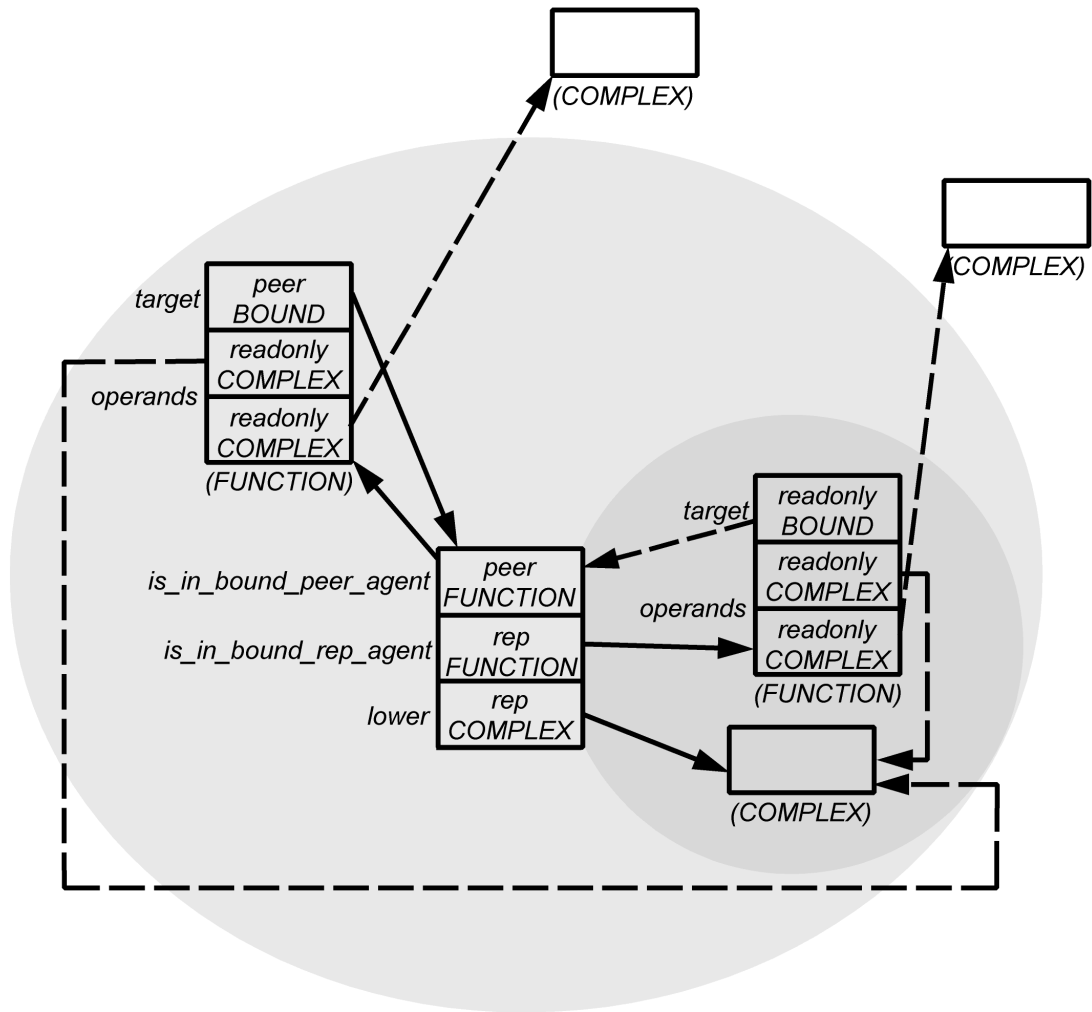 (COMPLEX)
(COMPLEX)
target
peer
BOUND
readonly
COMPLEX
operands
readonly
COMPLEX
(FUNCTION)
target
readonly
BOUND
readonly
COMPLEX
operands
readonly
COMPLEX
(FUNCTION)
is_in_bound_peer_agent
peer
FUNCTION
is_in_bound_rep_agent
rep
FUNCTION
lower
rep
COMPLEX
(COMPLEX)